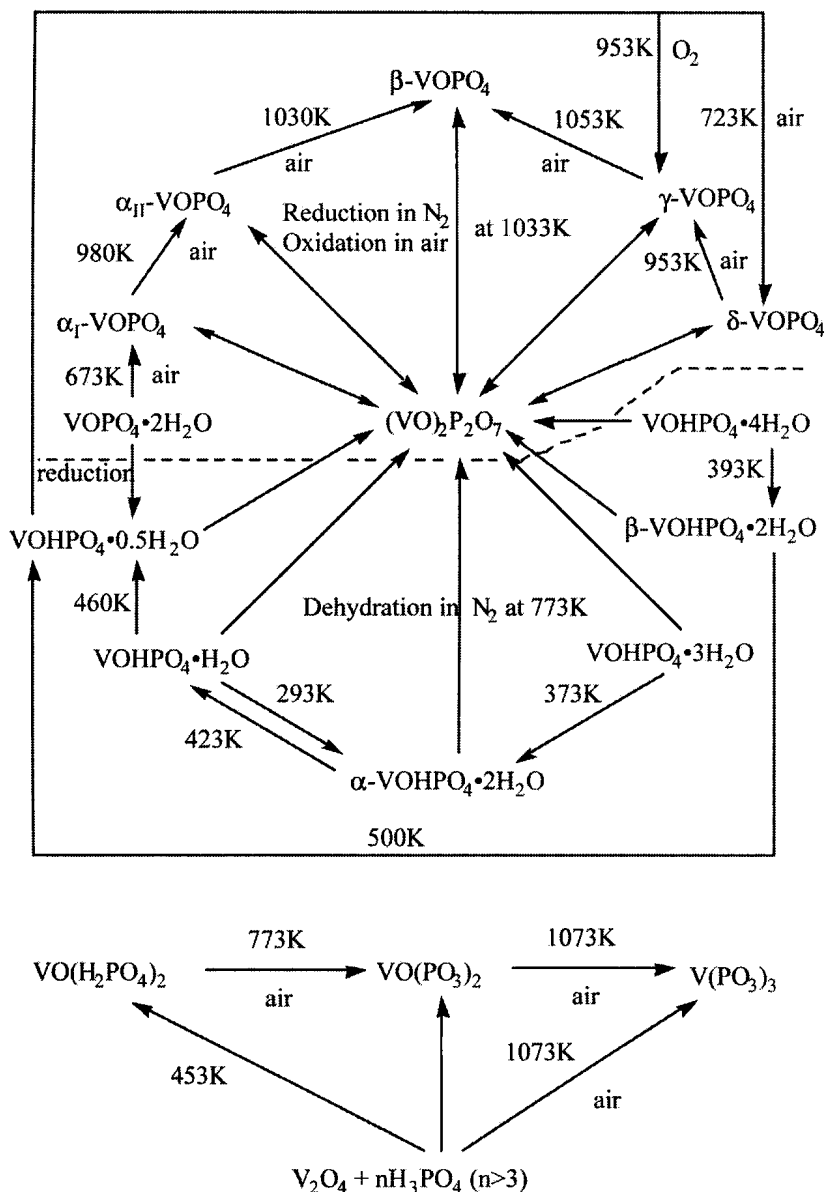 953K O₂
β-VOPO₄
1030K 1053K 723K air
air air
αII-VOPO₄ γ-VOPO₄
Reduction in N₂
Oxidation in air at 1033K
980K air 953K air
αI-VOPO₄ δ-VOPO₄
673K air
VOPO₄•2H₂O (VO)₂P₂O₇ VOHPO₄•4H₂O
reduction 393K
VOHPO₄•0.5H₂O β-VOHPO₄•2H₂O
460K Dehydration in N₂ at 773K
VOHPO₄•H₂O VOHPO₄•3H₂O
293K 373K
423K
α-VOHPO₄•2H₂O
500K
773K 1073K
VO(H₂PO₄)₂ VO(PO₃)₂ V(PO₃)₃
air air
453K 1073K
air
V₂O₄ + nH₃PO₄ (n>3)